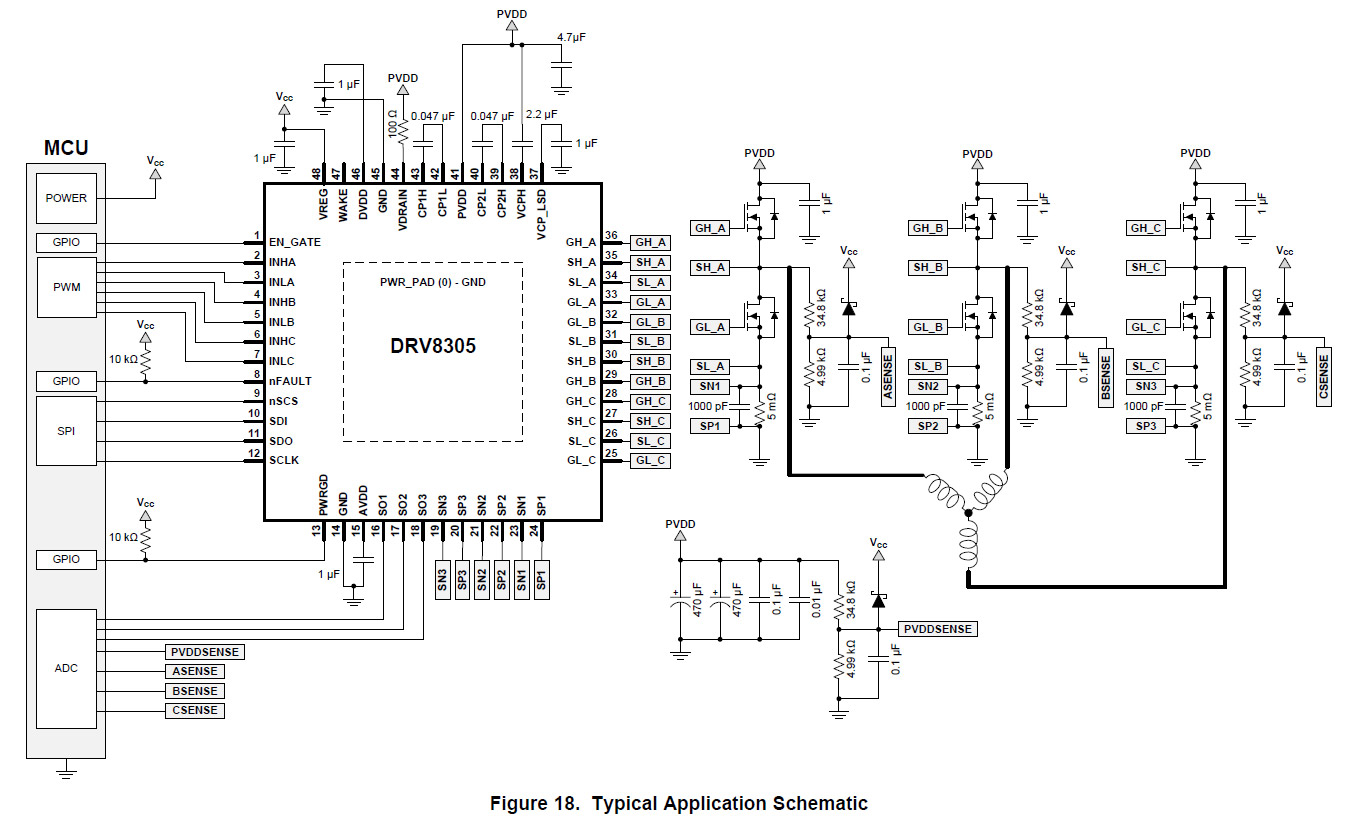 PVDD
4.7µF
1 µF
PVDD
VCC
100 Ω
0.047 µF
0.047 µF
2.2 µF
1 µF
1 µF
MCU
VCC
POWER
48 47 46 45 44 43 42 41 40 39 38 37
VREG WAKE DVDD GND VDRAIN CP1H CP1L PVDD CP2L CP2H VCPH VCP_LSD
GPIO
1 EN_GATE
PWM
2 INHA
3 INLA
4 INHB
5 INLB
6 INHC
7 INLC
VCC
10 kΩ
GPIO
8 nFAULT
SPI
9 nSCS
10 SDI
11 SDO
12 SCLK
PWR_PAD (0) - GND
DRV8305
GH_A 36 GH_A
SH_A 35 SH_A
SL_A 34 SL_A
GL_A 33 GL_A
GL_B 32 GL_B
SL_B 31 SL_B
SH_B 30 SH_B
GH_B 29 GH_B
GH_C 28 GH_C
SH_C 27 SH_C
SL_C 26 SL_C
GL_C 25 GL_C
PWRGD GND AVDD SO1 SO2 SO3 SN3 SP3 SN2 SP2 SN1 SP1
13 14 15 16 17 18 19 20 21 22 23 24
SN3 SP3 SN2 SP2 SN1 SP1
VCC
10 kΩ
GPIO
1 µF
ADC
PVDDSENSE
ASENSE
BSENSE
CSENSE
PVDD
1 µF
GH_A
SH_A
VCC
34.8 kΩ
GL_A
SL_A
4.99 kΩ
0.1 µF
ASENSE
SN1
1000 pF
5 mΩ
SP1
PVDD
1 µF
GH_B
SH_B
VCC
34.8 kΩ
GL_B
SL_B
4.99 kΩ
0.1 µF
BSENSE
SN2
1000 pF
5 mΩ
SP2
PVDD
1 µF
GH_C
SH_C
VCC
34.8 kΩ
GL_C
SL_C
4.99 kΩ
0.1 µF
CSENSE
SN3
1000 pF
5 mΩ
SP3
PVDD
+ 470 µF
+ 470 µF
0.1 µF
0.01 µF
34.8 kΩ
VCC
PVDDSENSE
4.99 kΩ
0.1 µF
Figure 18. Typical Application Schematic